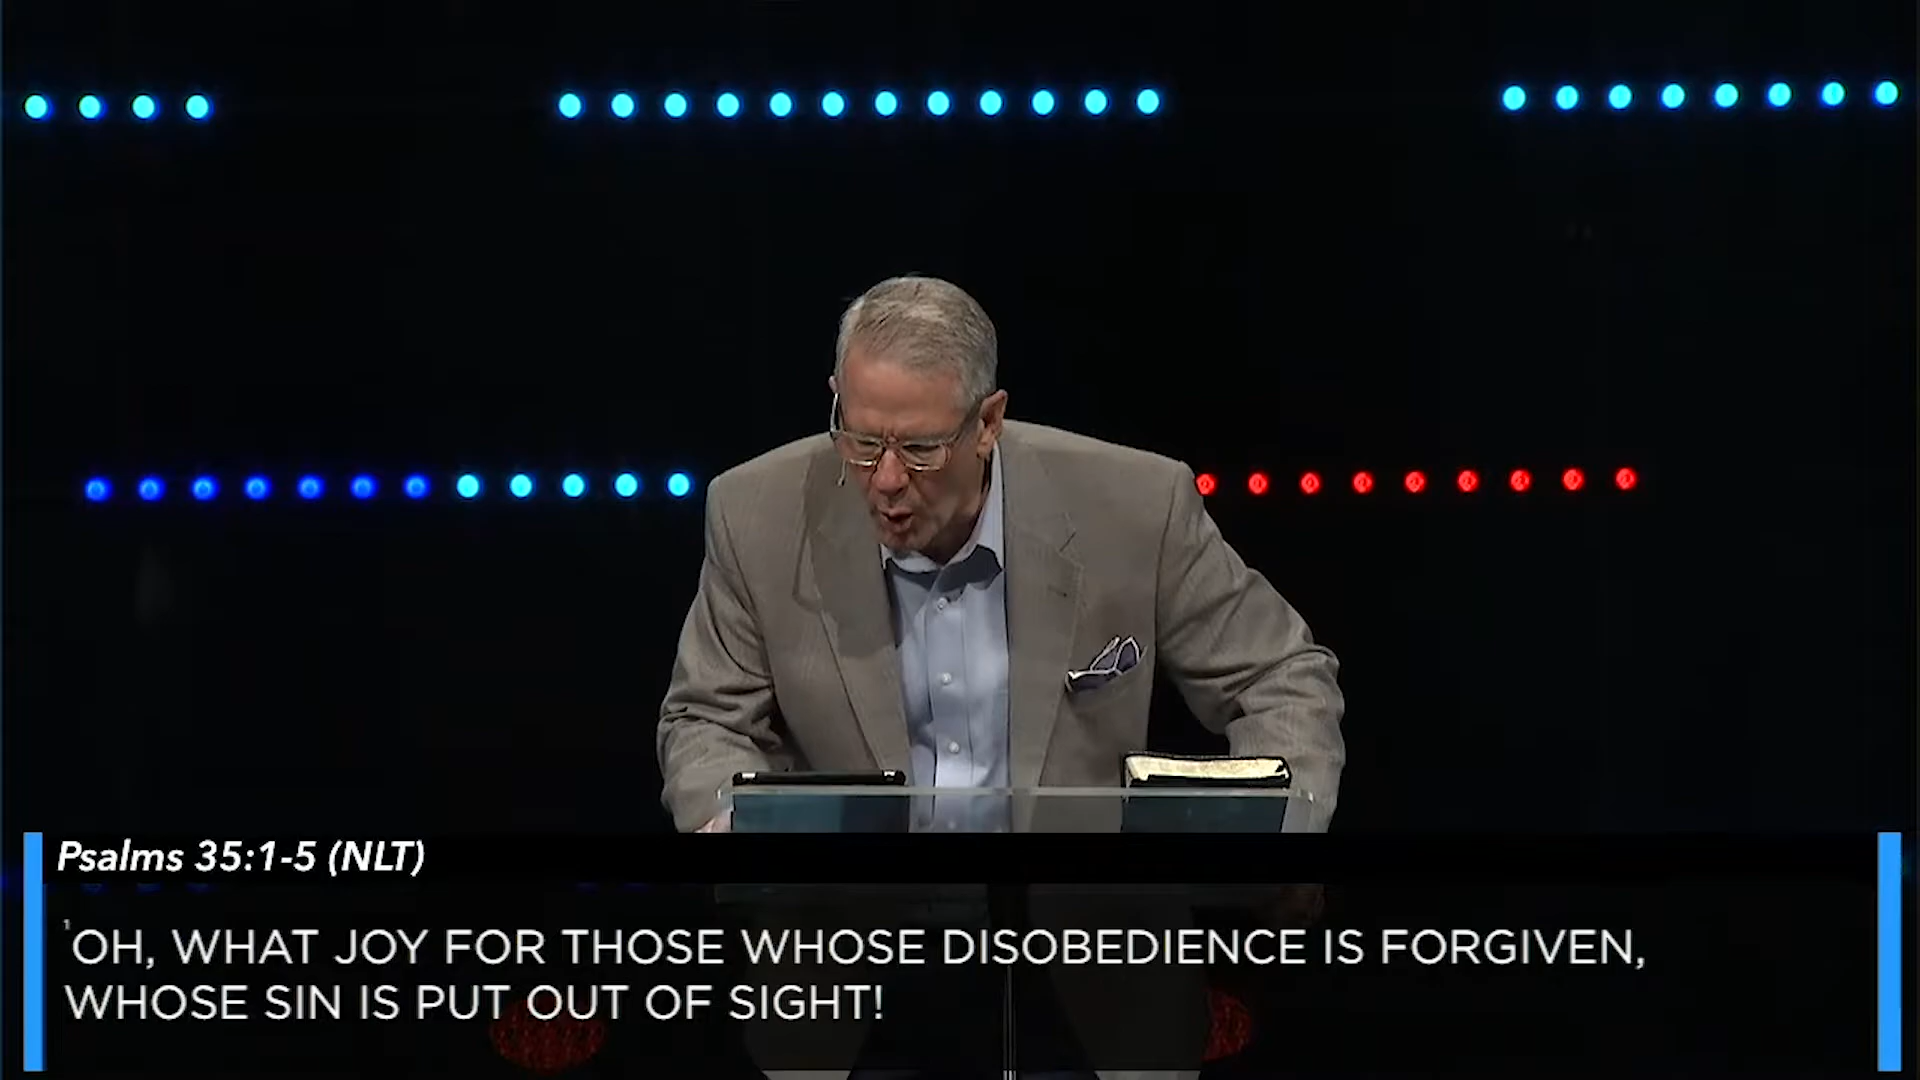 Psalms 35:1-5 (NLT)
¹OH, WHAT JOY FOR THOSE WHOSE DISOBEDIENCE IS FORGIVEN,
WHOSE SIN IS PUT OUT OF SIGHT!